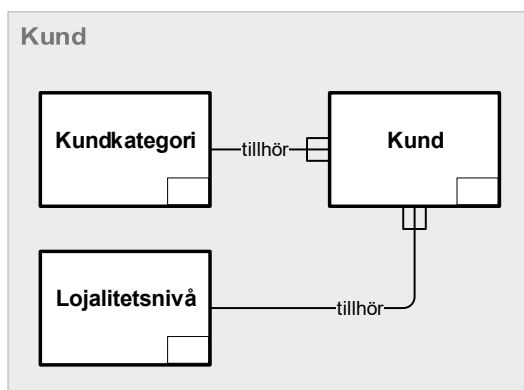 Kund
Kundkategori
tillhör
Kund
Lojalitetsnivå
tillhör